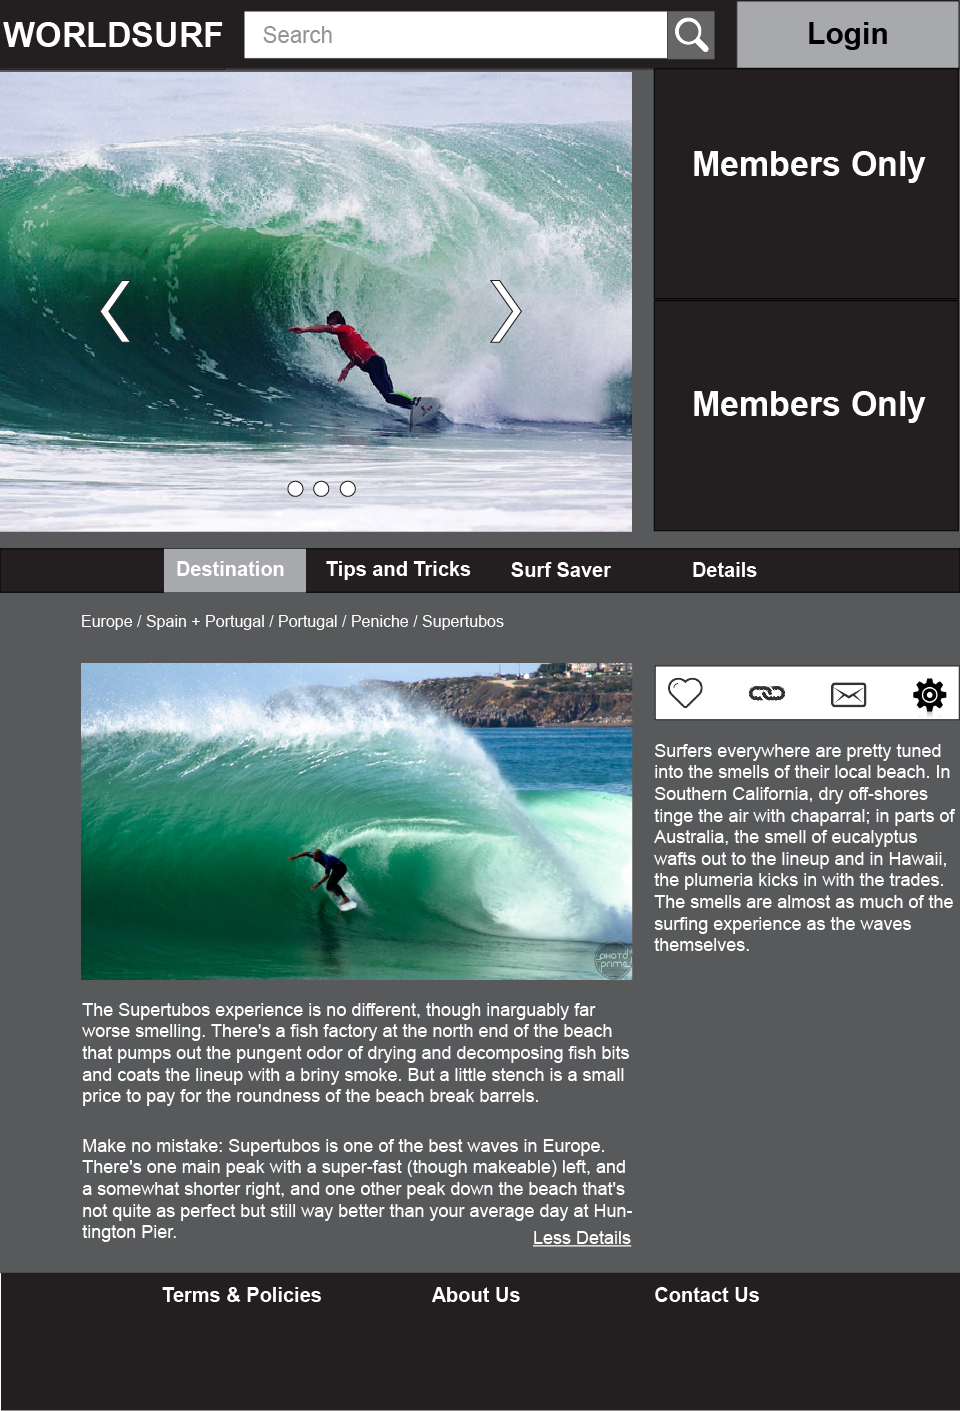 WORLDSURF
Search
Login
Members Only
Members Only
Destination
Tips and Tricks
Surf Saver
Details
Europe / Spain + Portugal / Portugal / Peniche / Supertubos
Surfers everywhere are pretty tuned
into the smells of their local beach. In
Southern California, dry off-shores
tinge the air with chaparral; in parts of
Australia, the smell of eucalyptus
wafts out to the lineup and in Hawaii,
the plumeria kicks in with the trades.
The smells are almost as much of the
surfing experience as the waves
themselves.
PHOTO
prime
The Supertubos experience is no different, though inarguably far
worse smelling. There's a fish factory at the north end of the beach
that pumps out the pungent odor of drying and decomposing fish bits
and coats the lineup with a briny smoke. But a little stench is a small
price to pay for the roundness of the beach break barrels.
Make no mistake: Supertubos is one of the best waves in Europe.
There's one main peak with a super-fast (though makeable) left, and
a somewhat shorter right, and one other peak down the beach that's
not quite as perfect but still way better than your average day at Hun-
tington Pier.
Less Details
Terms & Policies
About Us
Contact Us